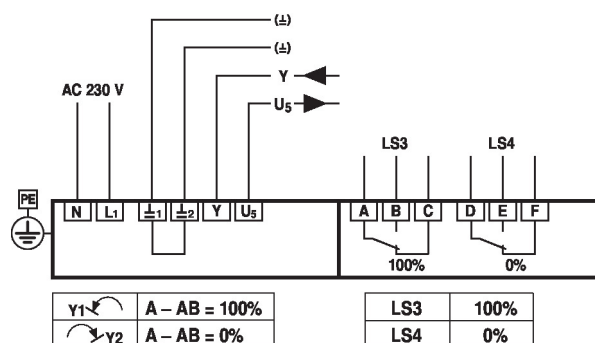 (⊥)
(⊥)
Y
AC 230 V
U5
LS3 LS4
PE
N L1 ⊥1 ⊥2 Y U5 A B C D E F
100% 0%
Y1 A – AB = 100%
Y2 A – AB = 0%
LS3 100%
LS4 0%